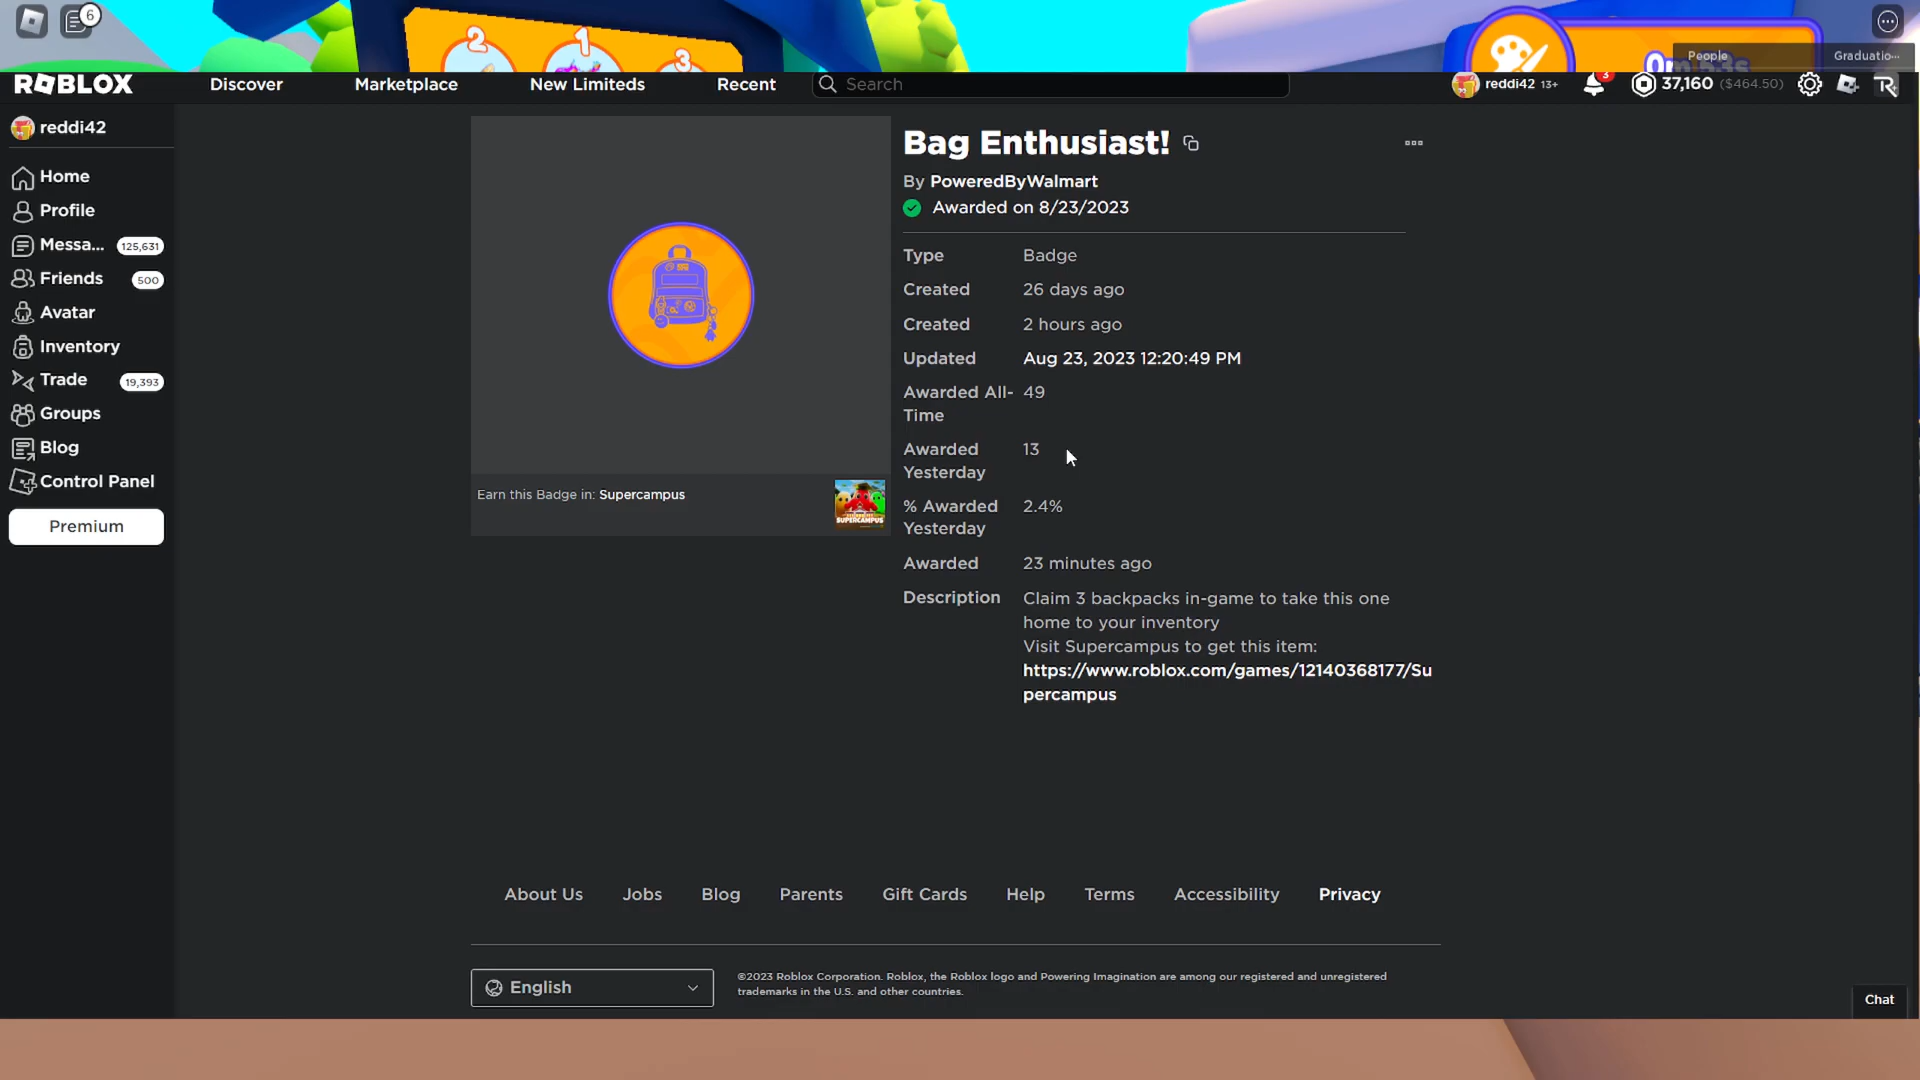 6
2
1
3
People
Graduatio...
ROBLOX
Discover
Marketplace
New Limiteds
Recent
Search
reddi42 13+
3
37,160 ($464.50)
reddi42
Home
Profile
Messa... 125,631
Friends 500
Avatar
Inventory
Trade 19,393
Groups
Blog
Control Panel
Premium
Earn this Badge in: Supercampus
SUPERCAMPUS
Bag Enthusiast!
By PoweredByWalmart
Awarded on 8/23/2023
Type Badge
Created 26 days ago
Created 2 hours ago
Updated Aug 23, 2023 12:20:49 PM
Awarded All- 49
Time
Awarded 13
Yesterday
% Awarded 2.4%
Yesterday
Awarded 23 minutes ago
Description Claim 3 backpacks in-game to take this one
home to your inventory
Visit Supercampus to get this item:
https://www.roblox.com/games/12140368177/Su
percampus
About Us
Jobs
Blog
Parents
Gift Cards
Help
Terms
Accessibility
Privacy
English
©2023 Roblox Corporation. Roblox, the Roblox logo and Powering Imagination are among our registered and unregistered
trademarks in the U.S. and other countries.
Chat